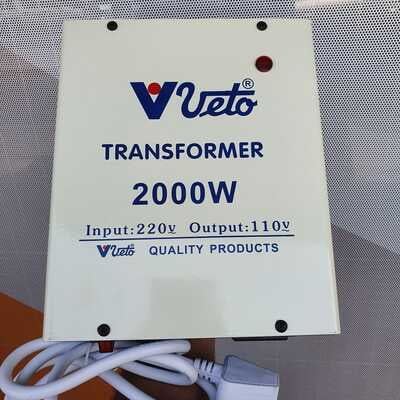 V Veto®
TRANSFORMER
2000W
Input:220v Output:110v
V Veto® QUALITY PRODUCTS